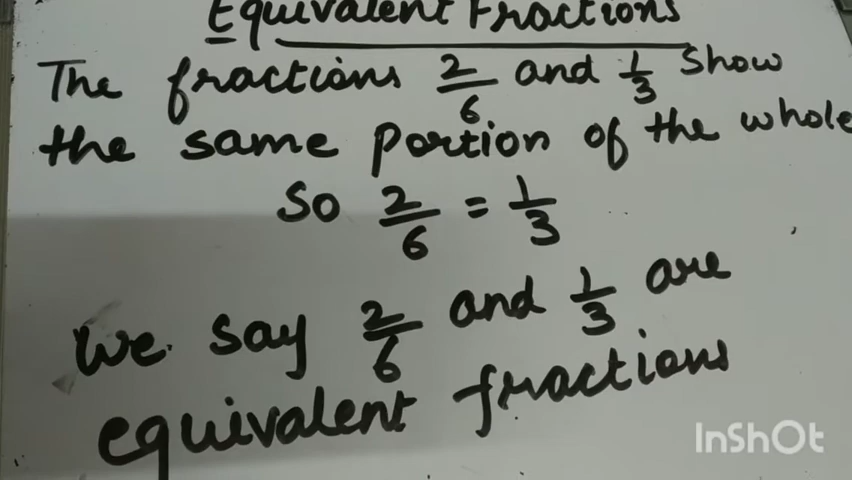 Equivalent Fractions
The fractions 2/6 and 1/3 show
the same portion of the whole
So 2/6 = 1/3
We say 2/6 and 1/3 are
equivalent fractions
InShOt